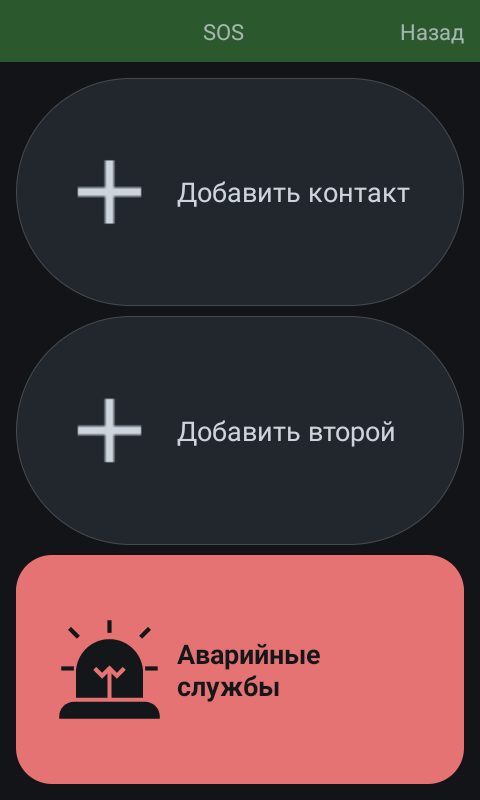 SOS
Назад
Добавить контакт
Добавить второй
Аварийные
службы